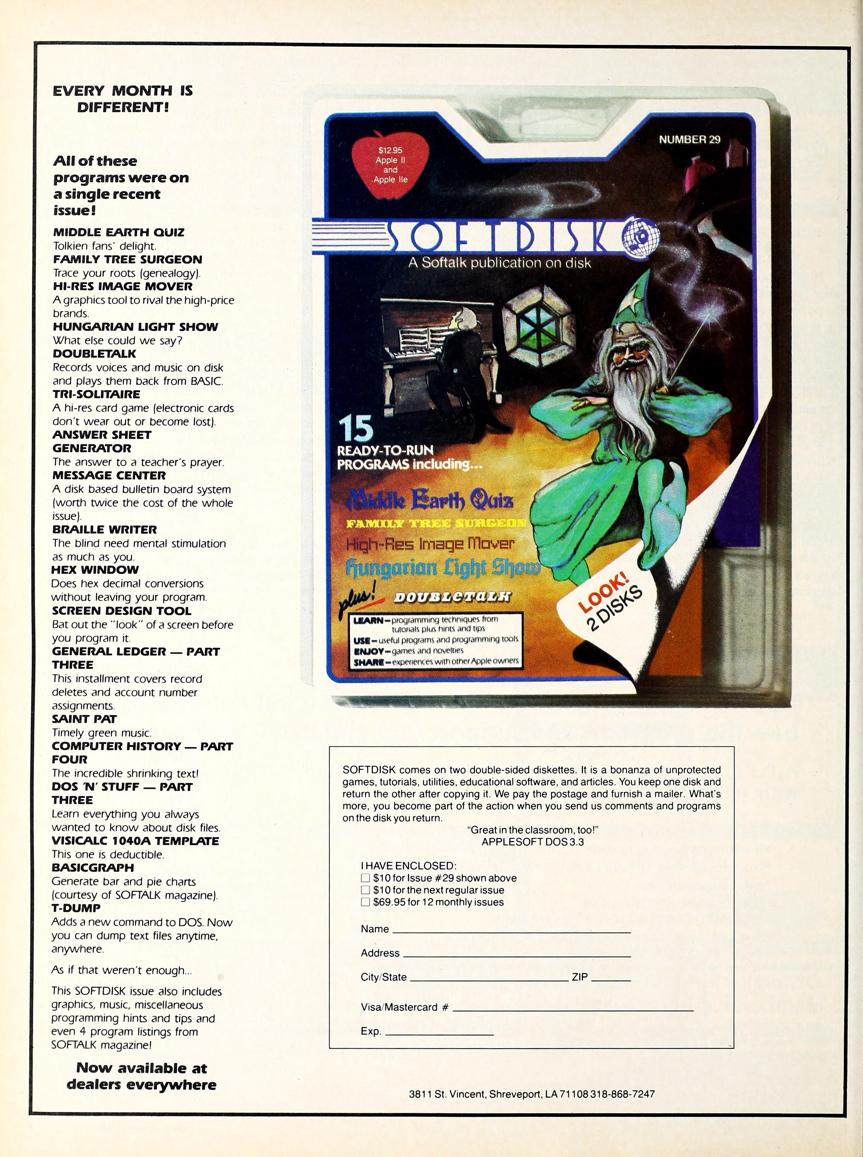 EVERY MONTH IS
DIFFERENT!
All of these
programs were on
a single recent
issue!
MIDDLE EARTH QUIZ
Tolkien fans' delight.
FAMILY TREE SURGEON
Trace your roots (genealogy).
HI-RES IMAGE MOVER
A graphics tool to rival the high-price
brands.
HUNGARIAN LIGHT SHOW
What else could we say?
DOUBLETALK
Records voices and music on disk
and plays them back from BASIC.
TRI-SOLITAIRE
A hi-res card game (electronic cards
don't wear out or become lost).
ANSWER SHEET
GENERATOR
The answer to a teacher's prayer.
MESSAGE CENTER
A disk based bulletin board system
(worth twice the cost of the whole
issue).
BRAILLE WRITER
The blind need mental stimulation
as much as you.
HEX WINDOW
Does hex decimal conversions
without leaving your program.
SCREEN DESIGN TOOL
Bat out the "look" of a screen before
you program it.
GENERAL LEDGER — PART
THREE
This installment covers record
deletes and account number
assignments.
SAINT PAT
Timely green music.
COMPUTER HISTORY — PART
FOUR
The incredible shrinking text!
DOS 'N' STUFF — PART
THREE
Learn everything you always
wanted to know about disk files.
VISICALC 1040A TEMPLATE
This one is deductible.
BASICGRAPH
Generate bar and pie charts
(courtesy of SOFTALK magazine).
T-DUMP
Adds a new command to DOS. Now
you can dump text files anytime,
anywhere.
As if that weren't enough...
This SOFTDISK issue also includes
graphics, music, miscellaneous
programming hints and tips and
even 4 program listings from
SOFTALK magazine!
Now available at
dealers everywhere
$12.95
Apple II
and
Apple IIe
NUMBER 29
SOFTDISK
A Softalk publication on disk
15
READY-TO-RUN
PROGRAMS including...
Middle Earth Quiz
FAMILY TREE SURGEON
High-Res Image Mover
Hungarian Light Show
plus! DOUBLETALK
LEARN—programming techniques from
tutorials plus hints and tips
USE—useful programs and programming tools
ENJOY—games and novelties
SHARE—experiences with other Apple owners
LOOK!
2 DISKS
SOFTDISK comes on two double-sided diskettes. It is a bonanza of unprotected
games, tutorials, utilities, educational software, and articles. You keep one disk and
return the other after copying it. We pay the postage and furnish a mailer. What's
more, you become part of the action when you send us comments and programs
on the disk you return.
"Great in the classroom, too!"
APPLESOFT DOS 3.3
I HAVE ENCLOSED:
$10 for Issue #29 shown above
$10 for the next regular issue
$69.95 for 12 monthly issues
Name
Address
City/State ZIP
Visa/Mastercard #
Exp.
3811 St. Vincent, Shreveport, LA 71108 318-868-7247